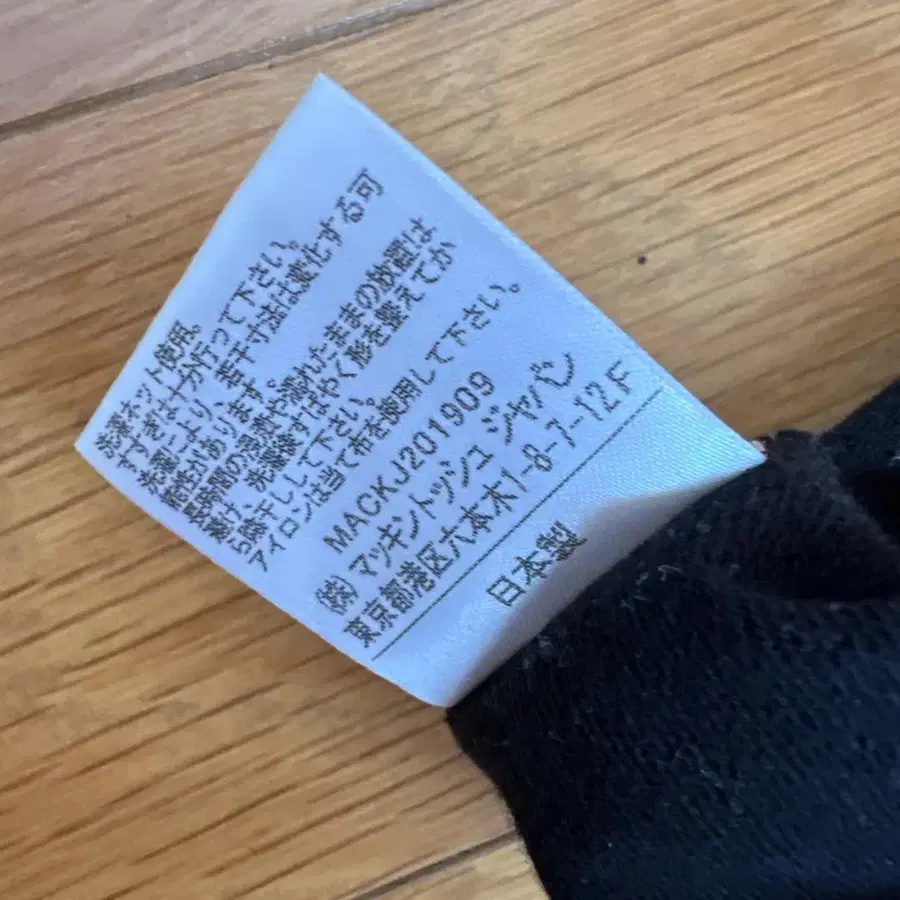 洗濯ネット使用。
すすぎは十分行って下さい。
洗濯により、若干寸法は変化する可
能性があります。
長時間の湿気や濡れたままの放置は
避け、洗濯後すばやく形を整えてか
ら陰干しして下さい。
アイロンは当て布を使用して下さい。
MACKJ201909
(株) マッキントッシュ ジャパン
東京都港区六本木1-8-7-12F
日本製